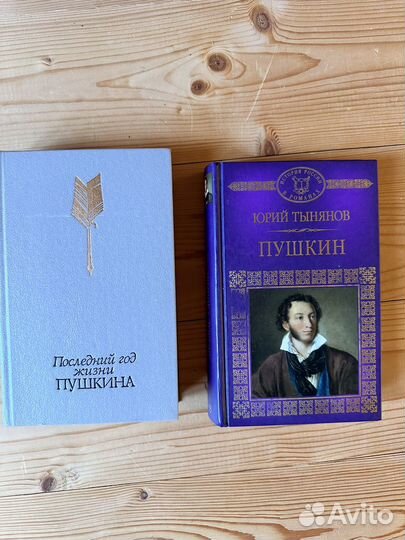 Последний год
жизни
ПУШКИНА
ИСТОРИЯ РОССИИ
В РОМАНАХ
ЮРИЙ ТЫНЯНОВ
ПУШКИН
Avito